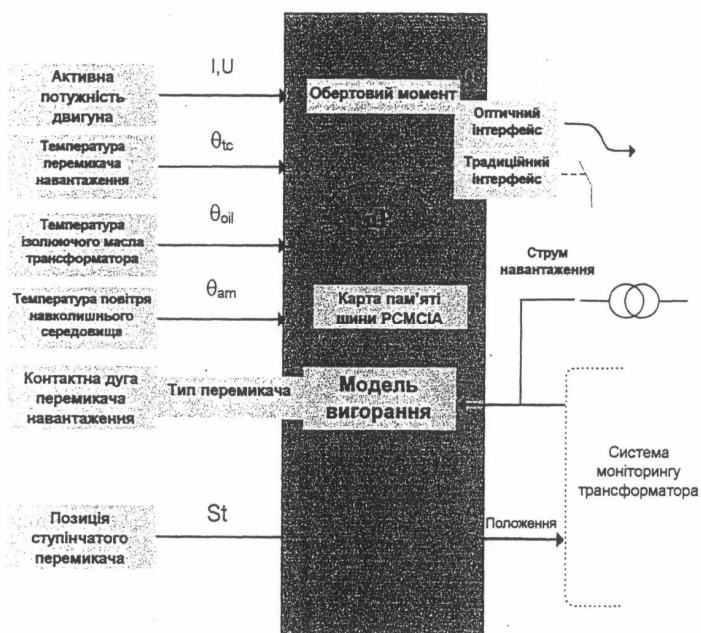 Активна
потужність
двигуна
I,U
Обертовий момент
Оптичний
інтерфейс
Традиційний
інтерфейс
Температура
перемикача
навантаження
θtc
Температура
ізолюючого масла
трансформатора
θoil
Струм
навантаження
Температура повітря
навколишнього
середовища
θam
Карта пам'яті
шини PCMCIA
Контактна дуга
перемикача
навантаження
Тип перемикача
Модель
вигорання
Система
моніторингу
трансформатора
Позиція
ступінчатого
перемикача
St
Положення